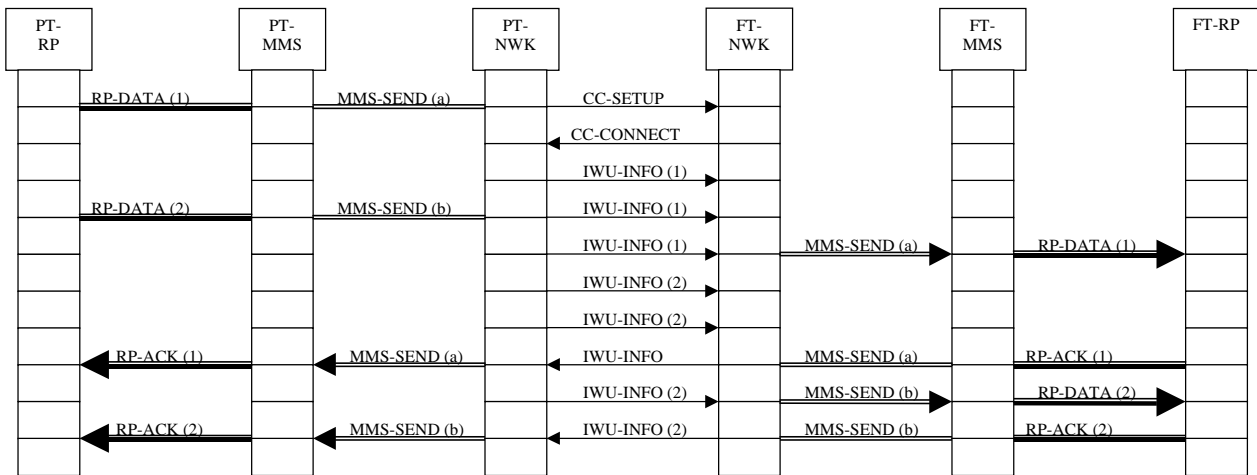 PT-
RP
PT-
MMS
PT-
NWK
FT-
NWK
FT-
MMS
FT-RP
RP-DATA (1)
MMS-SEND (a)
CC-SETUP
CC-CONNECT
IWU-INFO (1)
RP-DATA (2)
MMS-SEND (b)
IWU-INFO (1)
IWU-INFO (1)
MMS-SEND (a)
RP-DATA (1)
IWU-INFO (2)
IWU-INFO (2)
RP-ACK (1)
MMS-SEND (a)
IWU-INFO
MMS-SEND (a)
RP-ACK (1)
IWU-INFO (2)
MMS-SEND (b)
RP-DATA (2)
RP-ACK (2)
MMS-SEND (b)
IWU-INFO (2)
MMS-SEND (b)
RP-ACK (2)